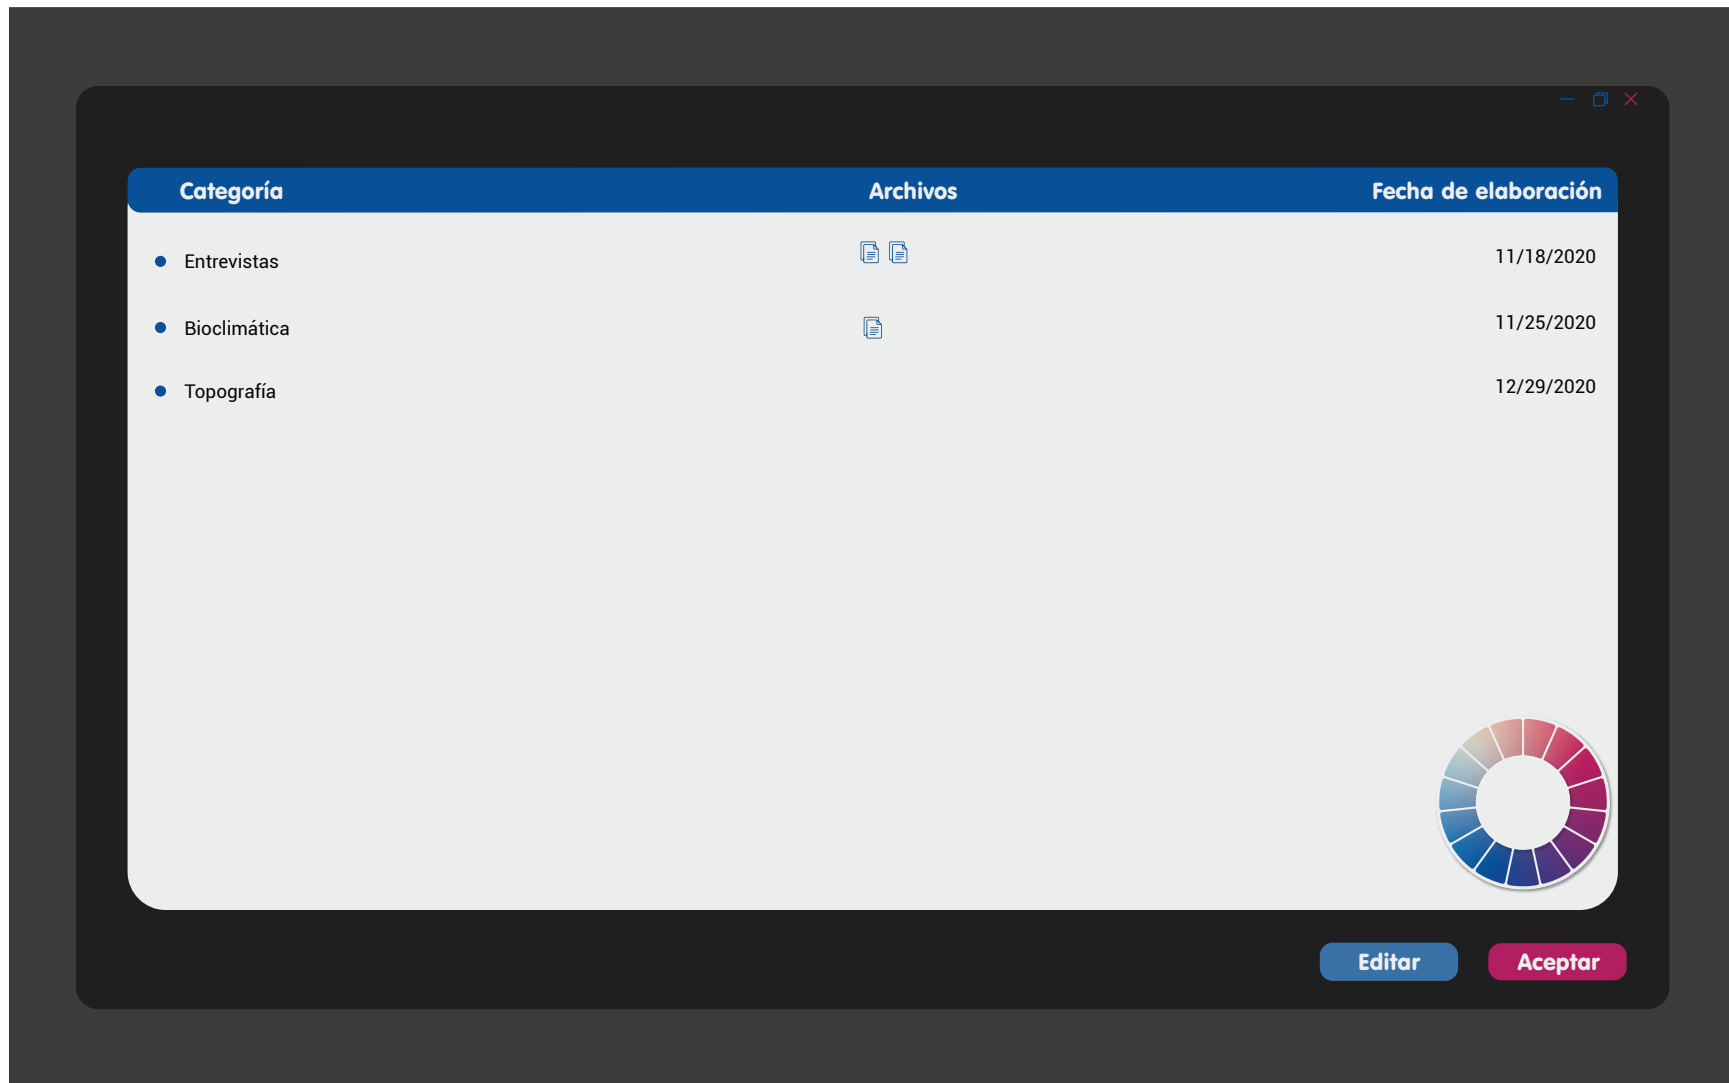 Categoría Archivos Fecha de elaboración
Entrevistas 11/18/2020
Bioclimática 11/25/2020
Topografía 12/29/2020
Editar Aceptar